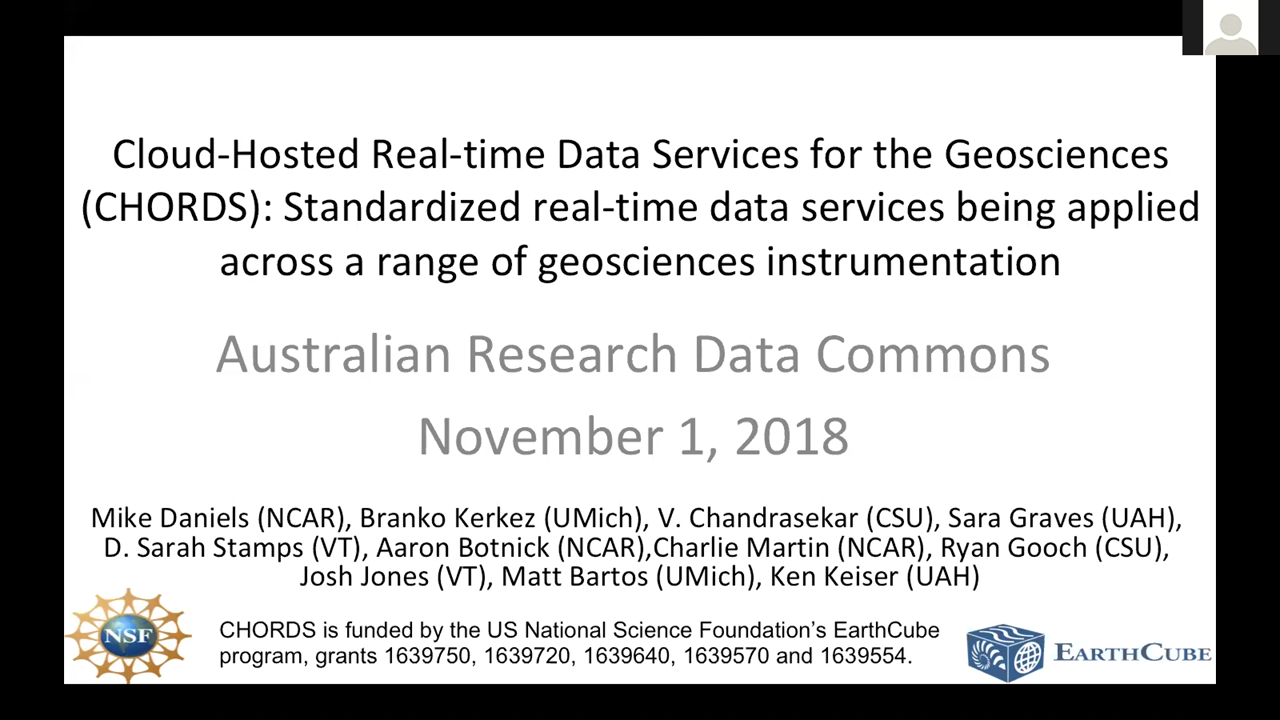 Cloud-Hosted Real-time Data Services for the Geosciences
(CHORDS): Standardized real-time data services being applied
across a range of geosciences instrumentation
Australian Research Data Commons
November 1, 2018
Mike Daniels (NCAR), Branko Kerkez (UMich), V. Chandrasekar (CSU), Sara Graves (UAH),
D. Sarah Stamps (VT), Aaron Botnick (NCAR),Charlie Martin (NCAR), Ryan Gooch (CSU),
Josh Jones (VT), Matt Bartos (UMich), Ken Keiser (UAH)
NSF
CHORDS is funded by the US National Science Foundation’s EarthCube
program, grants 1639750, 1639720, 1639640, 1639570 and 1639554.
EARTHCUBE